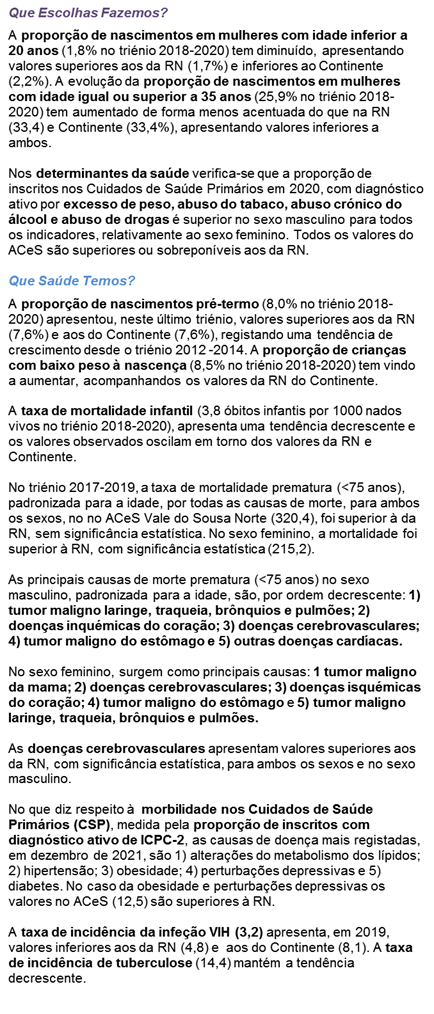 Que Escolhas Fazemos?
A proporção de nascimentos em mulheres com idade inferior a
20 anos (1,8% no triénio 2018-2020) tem diminuído, apresentando
valores superiores aos da RN (1,7%) e inferiores ao Continente
(2,2%). A evolução da proporção de nascimentos em mulheres
com idade igual ou superior a 35 anos (25,9% no triénio 2018-
2020) tem aumentado de forma menos acentuada do que na RN
(33,4) e Continente (33,4%), apresentando valores inferiores a
ambos.
Nos determinantes da saúde verifica-se que a proporção de
inscritos nos Cuidados de Saúde Primários em 2020, com diagnóstico
ativo por excesso de peso, abuso do tabaco, abuso crónico do
álcool e abuso de drogas é superior no sexo masculino para todos
os indicadores, relativamente ao sexo feminino. Todos os valores do
ACeS são superiores ou sobreponíveis aos da RN.
Que Saúde Temos?
A proporção de nascimentos pré-termo (8,0% no triénio 2018-
2020) apresentou, neste último triénio, valores superiores aos da RN
(7,6%) e aos do Continente (7,6%), registando uma tendência de
crescimento desde o triénio 2012 -2014. A proporção de crianças
com baixo peso à nascença (8,5% no triénio 2018-2020) tem vindo
a aumentar, acompanhandos os valores da RN do Continente.
A taxa de mortalidade infantil (3,8 óbitos infantis por 1000 nados
vivos no triénio 2018-2020), apresenta uma tendência decrescente e
os valores observados oscilam em torno dos valores da RN e
Continente.
No triénio 2017-2019, a taxa de mortalidade prematura (<75 anos),
padronizada para a idade, por todas as causas de morte, para ambos
os sexos, no no ACeS Vale do Sousa Norte (320,4), foi superior à da
RN, sem significância estatística. No sexo feminino, a mortalidade foi
superior à RN, com significância estatística (215,2).
As principais causas de morte prematura (<75 anos) no sexo
masculino, padronizada para a idade, são, por ordem decrescente: 1)
tumor maligno laringe, traqueia, brônquios e pulmões; 2)
doenças inquémicas do coração; 3) doenças cerebrovasculares;
4) tumor maligno do estômago e 5) outras doenças cardíacas.
No sexo feminino, surgem como principais causas: 1 tumor maligno
da mama; 2) doenças cerebrovasculares; 3) doenças isquémicas
do coração; 4) tumor maligno do estômago e 5) tumor maligno
laringe, traqueia, brônquios e pulmões.
As doenças cerebrovasculares apresentam valores superiores aos
da RN, com significância estatística, para ambos os sexos e no sexo
masculino.
No que diz respeito à morbilidade nos Cuidados de Saúde
Primários (CSP), medida pela proporção de inscritos com
diagnóstico ativo de ICPC-2, as causas de doença mais registadas,
em dezembro de 2021, são 1) alterações do metabolismo dos lípidos;
2) hipertensão; 3) obesidade; 4) perturbações depressivas e 5)
diabetes. No caso da obesidade e perturbações depressivas os
valores no ACeS (12,5) são superiores à RN.
A taxa de incidência da infeção VIH (3,2) apresenta, em 2019,
valores inferiores aos da RN (4,8) e aos do Continente (8,1). A taxa
de incidência de tuberculose (14,4) mantém a tendência
decrescente.